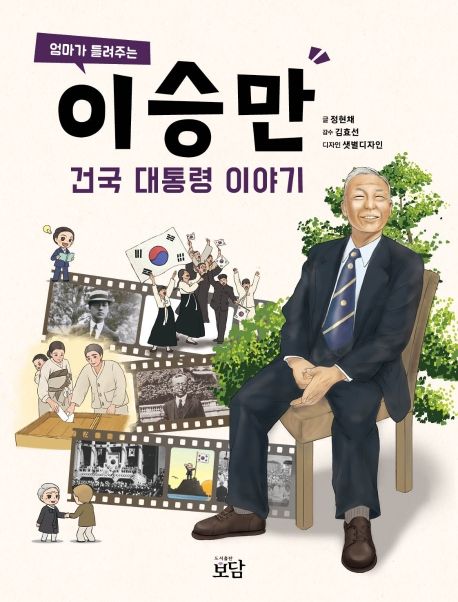 엄마가 들려주는
이승만
건국 대통령 이야기
글 정현채
감수 김효선
디자인 샛별디자인
도서출판
보담